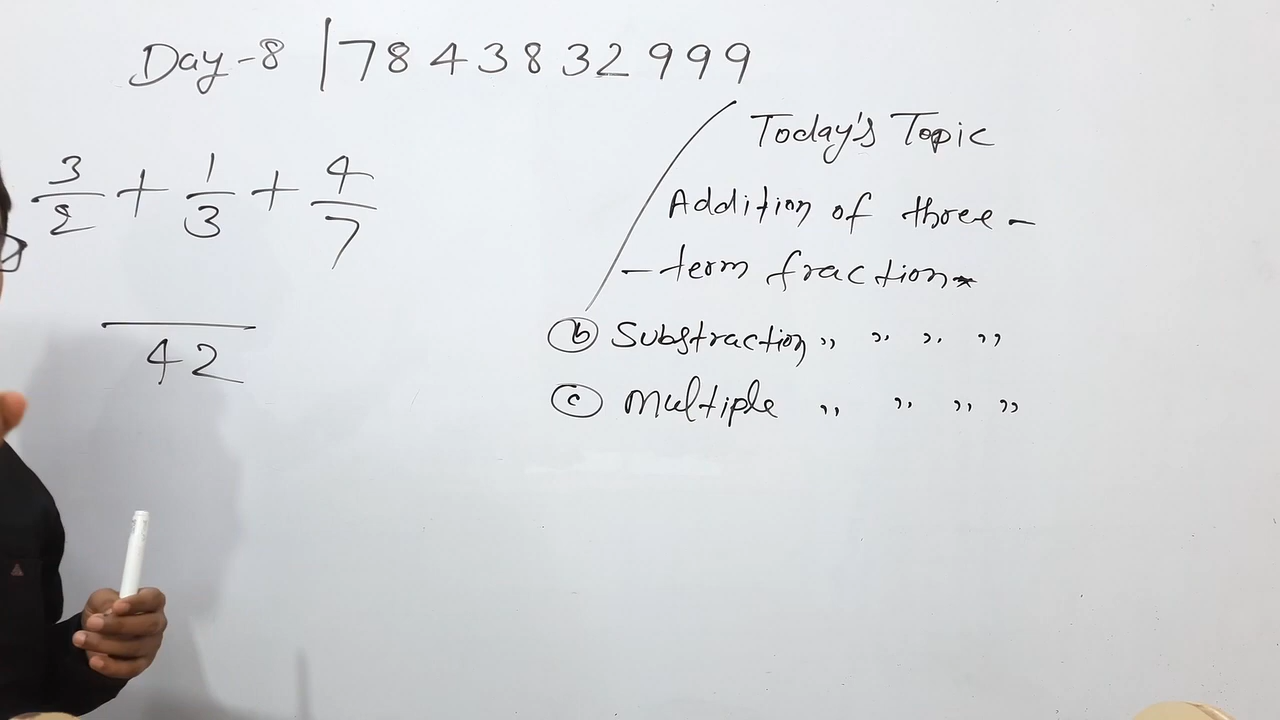 Day-8 | 7843832999
3/2 + 1/3 + 4/7
42
Today's Topic
Addition of three -
- term fraction
(b) Substraction ,, ,, ,, ,,
(c) Multiple ,, ,, ,, ,,